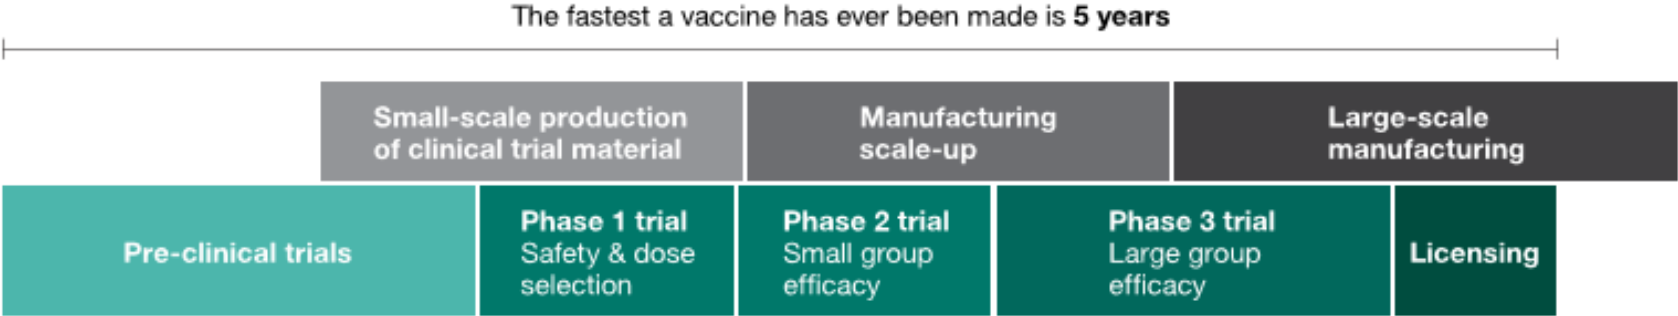 The fastest a vaccine has ever been made is 5 years
Small-scale production
of clinical trial material
Manufacturing
scale-up
Large-scale
manufacturing
Pre-clinical trials
Phase 1 trial
Safety & dose
selection
Phase 2 trial
Small group
efficacy
Phase 3 trial
Large group
efficacy
Licensing